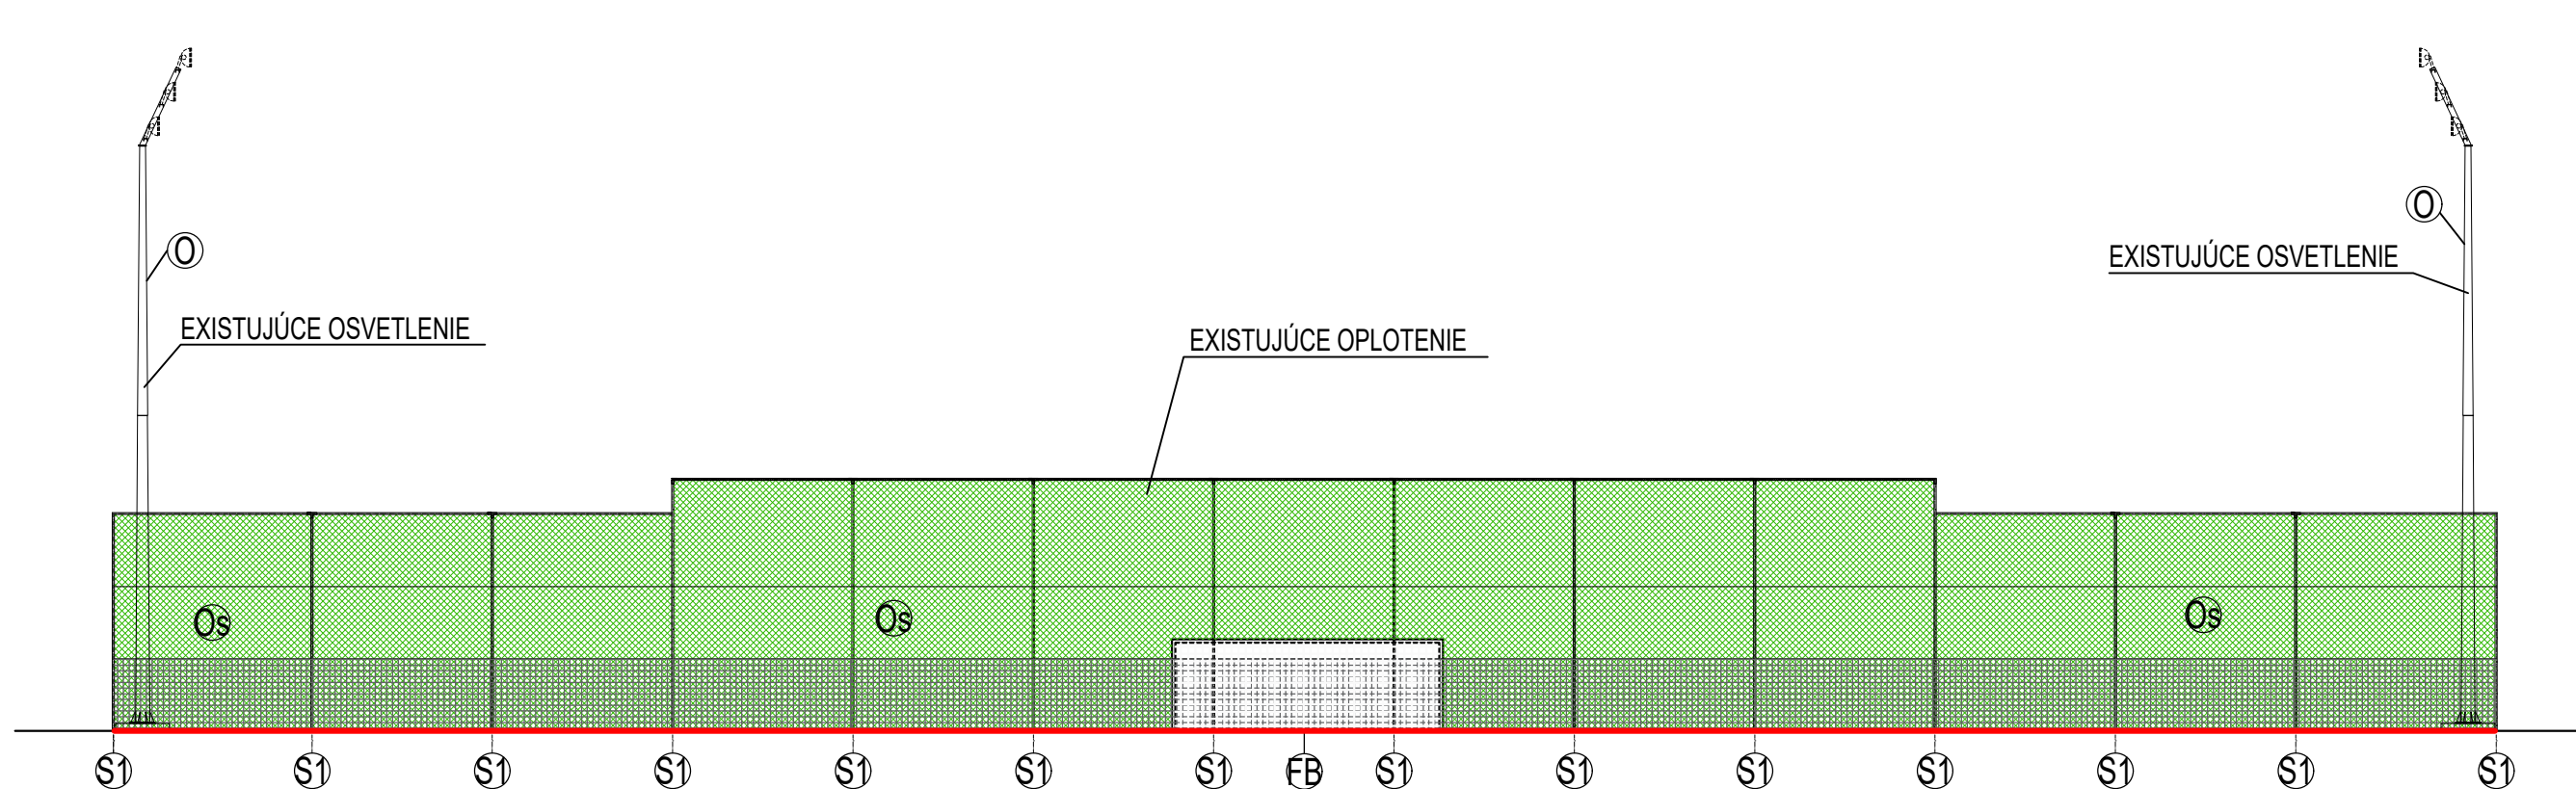 O
O
EXISTUJÚCE OSVETLENIE
EXISTUJÚCE OSVETLENIE
EXISTUJÚCE OPLOTENIE
Os
Os
Os
S1 S1 S1 S1 S1 S1 S1 FB S1 S1 S1 S1 S1 S1 S1